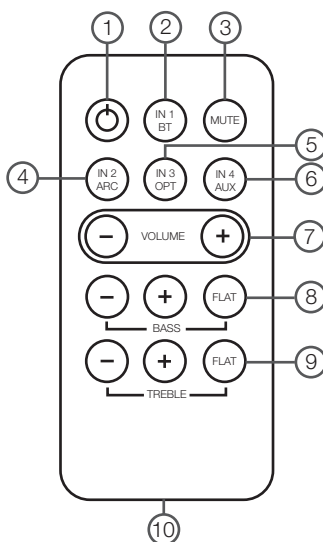 1 2 3
IN 1
BT
MUTE
4 5 6
IN 2
ARC
IN 3
OPT
IN 4
AUX
− VOLUME + 7
− + FLAT 8
BASS
− + FLAT 9
TREBLE
10